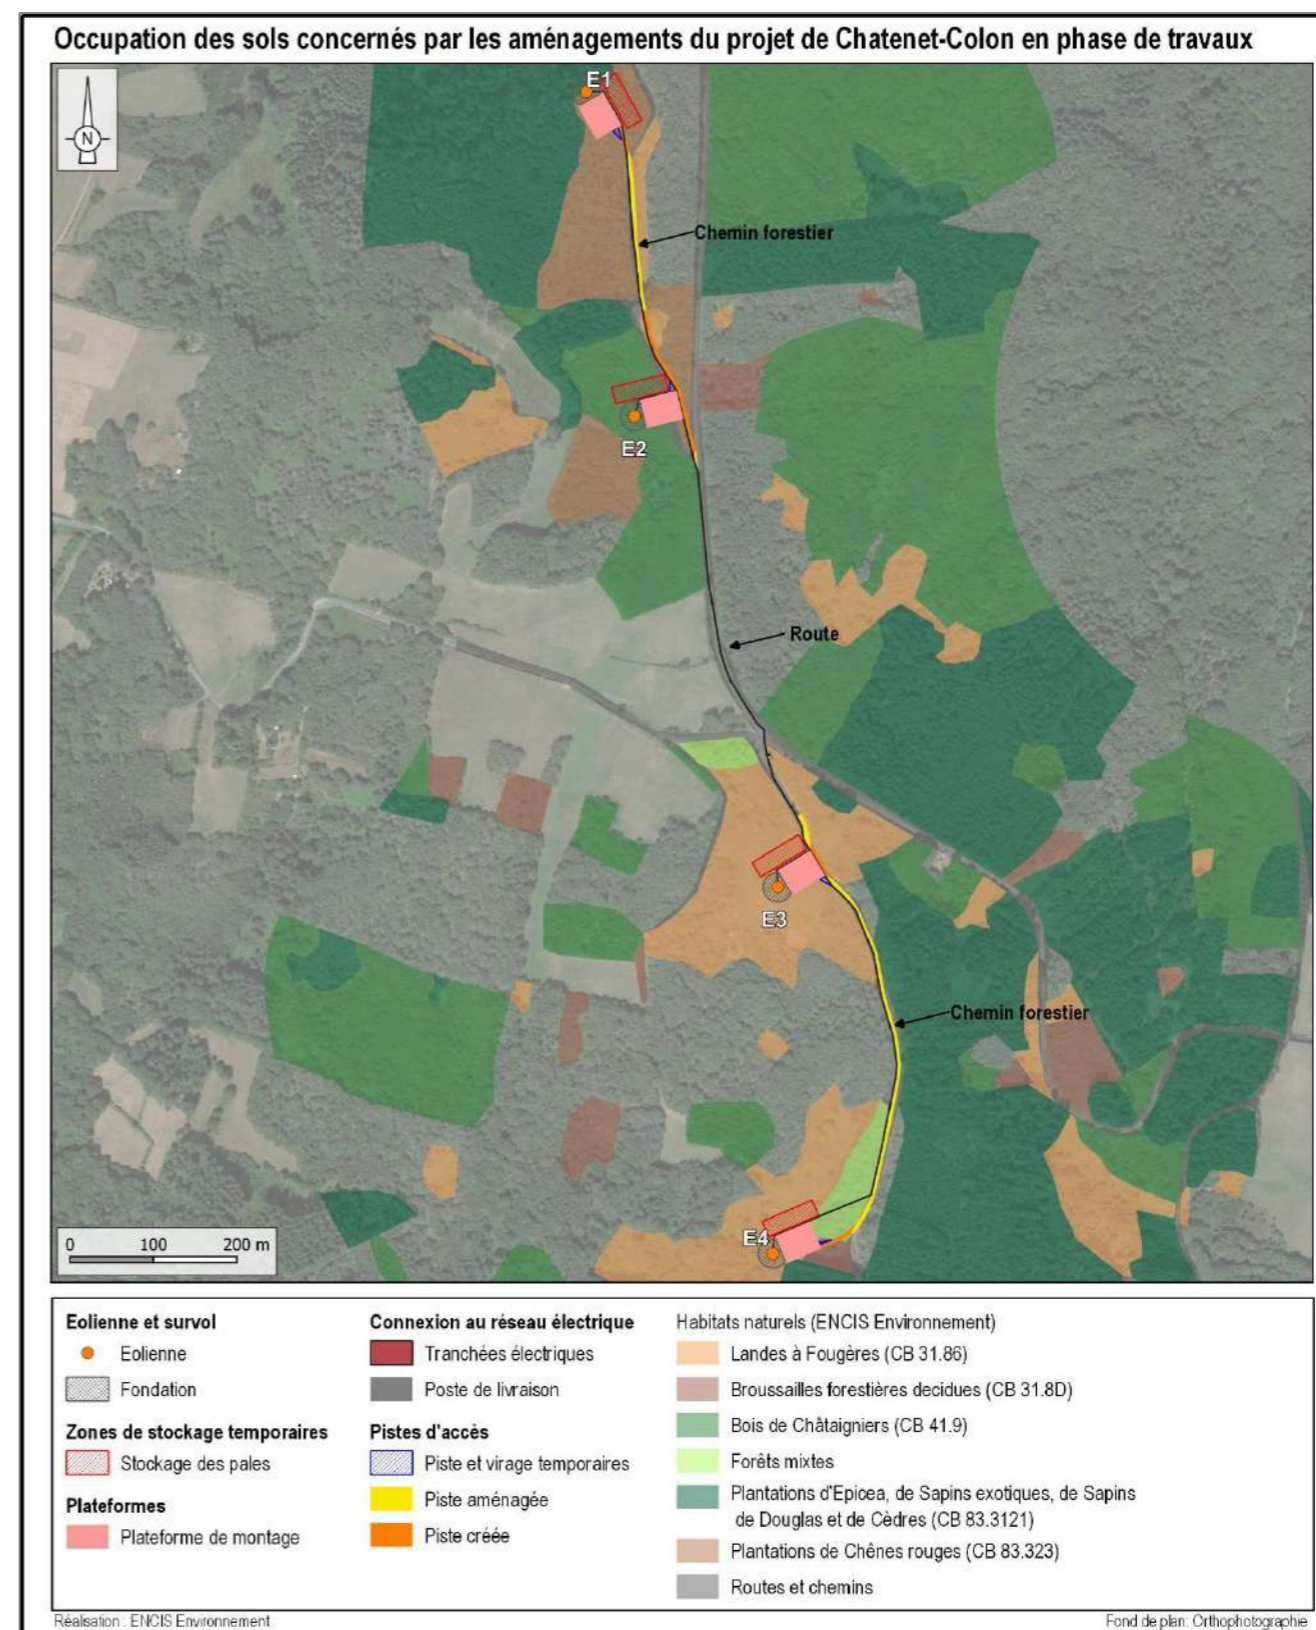 Occupation des sols concernés par les aménagements du projet de Chatenet-Colon en phase de travaux
N
E1
Chemin forestier
E2
Route
E3
Chemin forestier
E4
0 100 200 m
Eolienne et survol
Eolienne
Fondation
Zones de stockage temporaires
Stockage des pales
Plateformes
Plateforme de montage
Connexion au réseau électrique
Tranchées électriques
Poste de livraison
Pistes d'accès
Piste et virage temporaires
Piste aménagée
Piste créée
Habitats naturels (ENCIS Environnement)
Landes à Fougères (CB 31.86)
Broussailles forestières decidues (CB 31.8D)
Bois de Châtaigniers (CB 41.9)
Forêts mixtes
Plantations d'Epicea, de Sapins exotiques, de Sapins
de Douglas et de Cèdres (CB 83.3121)
Plantations de Chênes rouges (CB 83.323)
Routes et chemins
Réalisation : ENCIS Environnement
Fond de plan: Orthophotographie